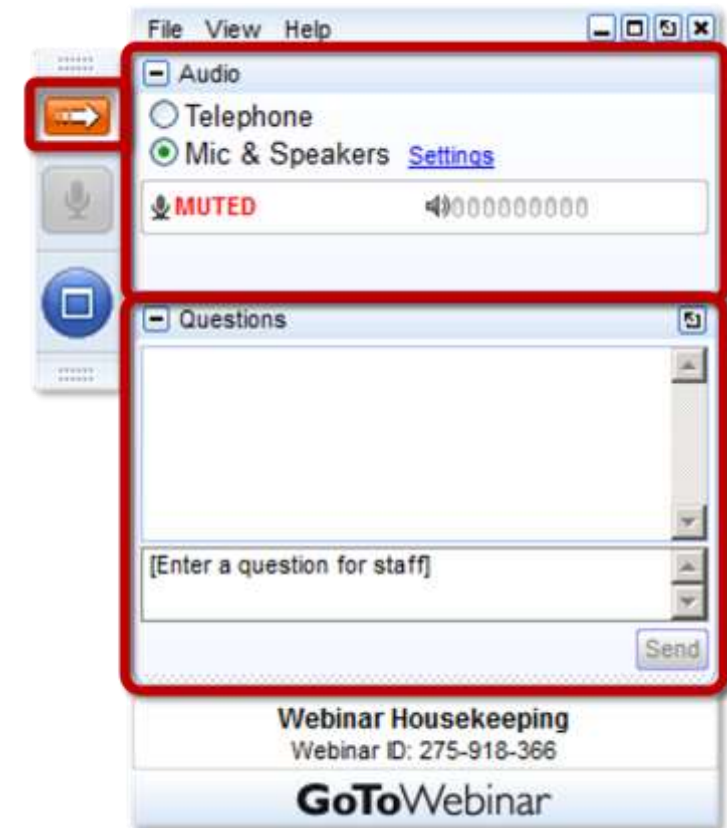 File View Help
Audio
Telephone
Mic & Speakers Settings
MUTED
Questions
[Enter a question for staff]
Send
Webinar Housekeeping
Webinar ID: 275-918-366
GoToWebinar